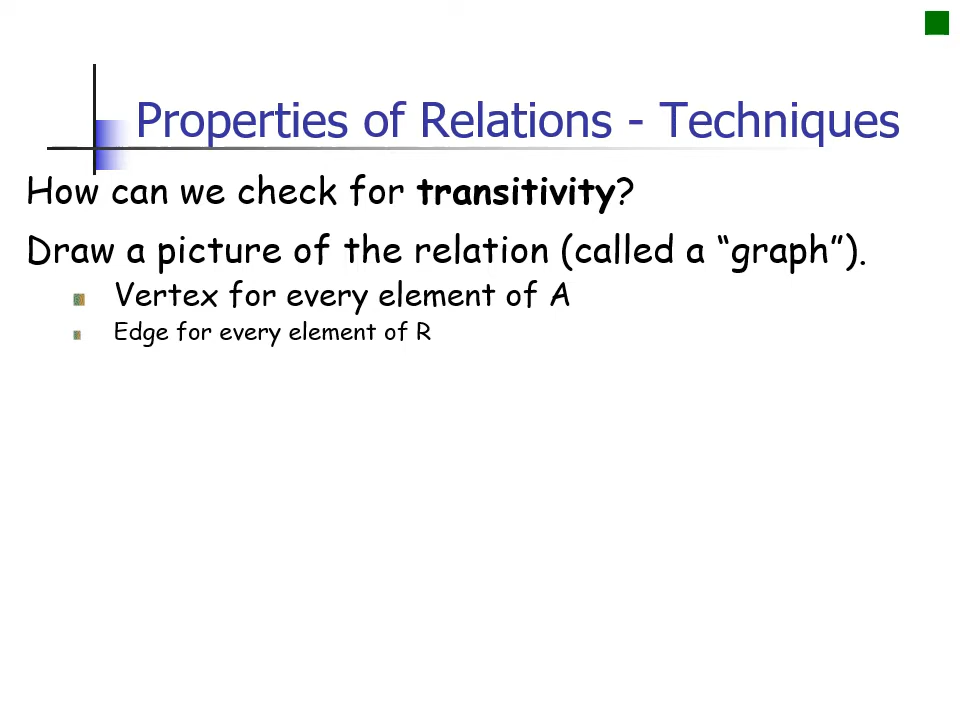 Properties of Relations - Techniques
How can we check for transitivity?
Draw a picture of the relation (called a “graph”).
Vertex for every element of A
Edge for every element of R